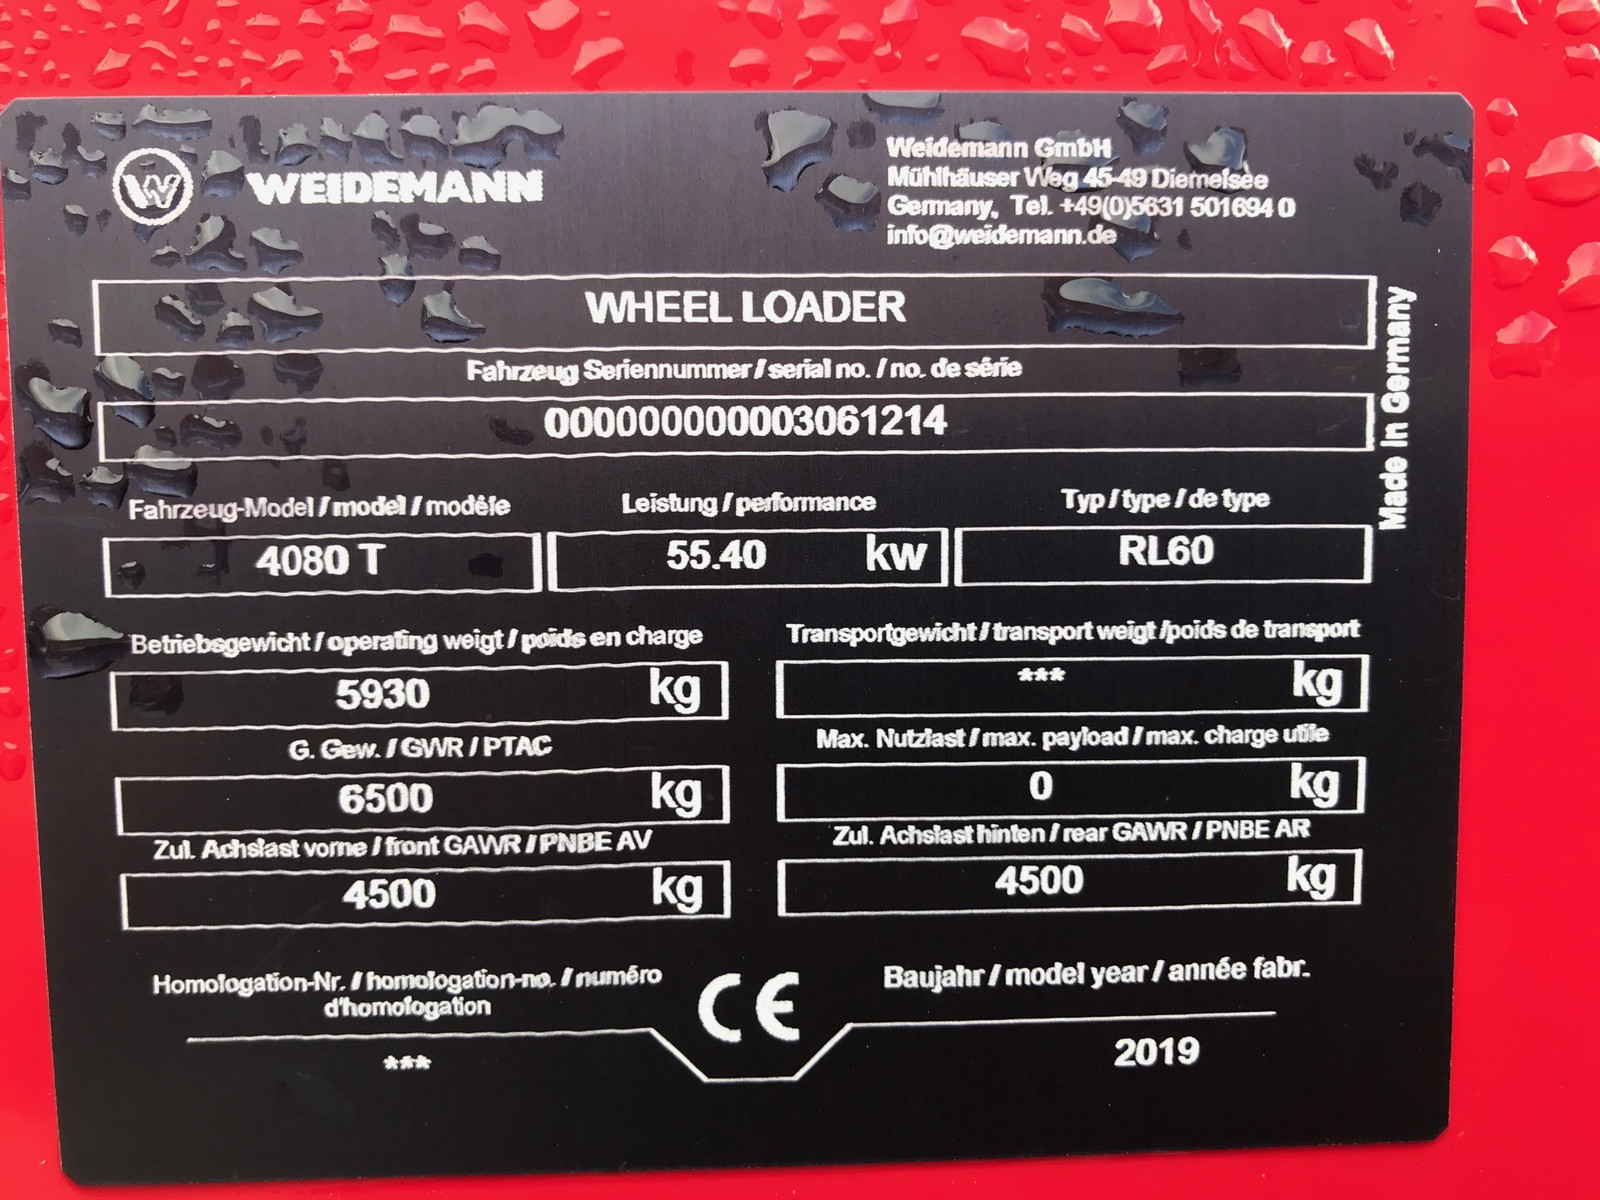 W WEIDEMANN
Weidemann GmbH
Mühlhäuser Weg 45-49 Diemelsee
Germany, Tel. +49(0)5631 501694 0
info@weidemann.de
WHEEL LOADER
Made in Germany
Fahrzeug Seriennummer / serial no. / no. de série
000000000003061214
Fahrzeug-Model / model / modéle
Leistung / performance
Typ / type / de type
4080 T
55.40 kw
RL60
Betriebsgewicht / operating weigt / poids en charge
Transportgewicht / transport weigt /poids de transport
5930 kg
*** kg
G. Gew. / GWR / PTAC
Max. Nutzlast / max. payload / max. charge utile
6500 kg
0 kg
Zul. Achslast vorne / front GAWR / PNBE AV
Zul. Achslast hinten / rear GAWR / PNBE AR
4500 kg
4500 kg
Homologation-Nr. / homologation-no. / numéro
d'homologation
***
CE
Baujahr / model year / année fabr.
2019